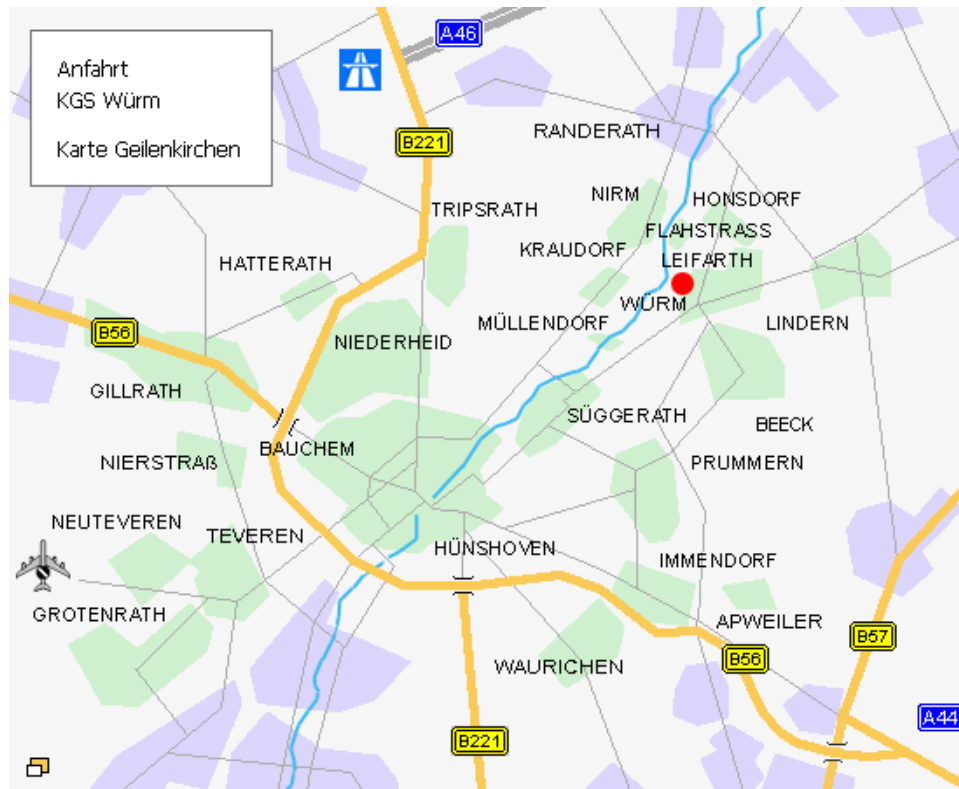 A46
Anfahrt
KGS Würm
Karte Geilenkirchen
RANDERATH
B221
NIRM
HONSDORF
TRIPSRATH
FLAHSTRASS
KRAUDORF
HATTERATH
LEIFARTH
WÜRM
MÜLLENDORF
LINDERN
B56
NIEDERHEID
GILLRATH
SÜGGERATH
BEECK
BAUCHEM
NIERSTRAß
PRUMMERN
NEUTEVEREN
TEVEREN
HÜNSHOVEN
IMMENDORF
GROTENRATH
APWEILER
B57
WAURICHEN
B56
A44
B221